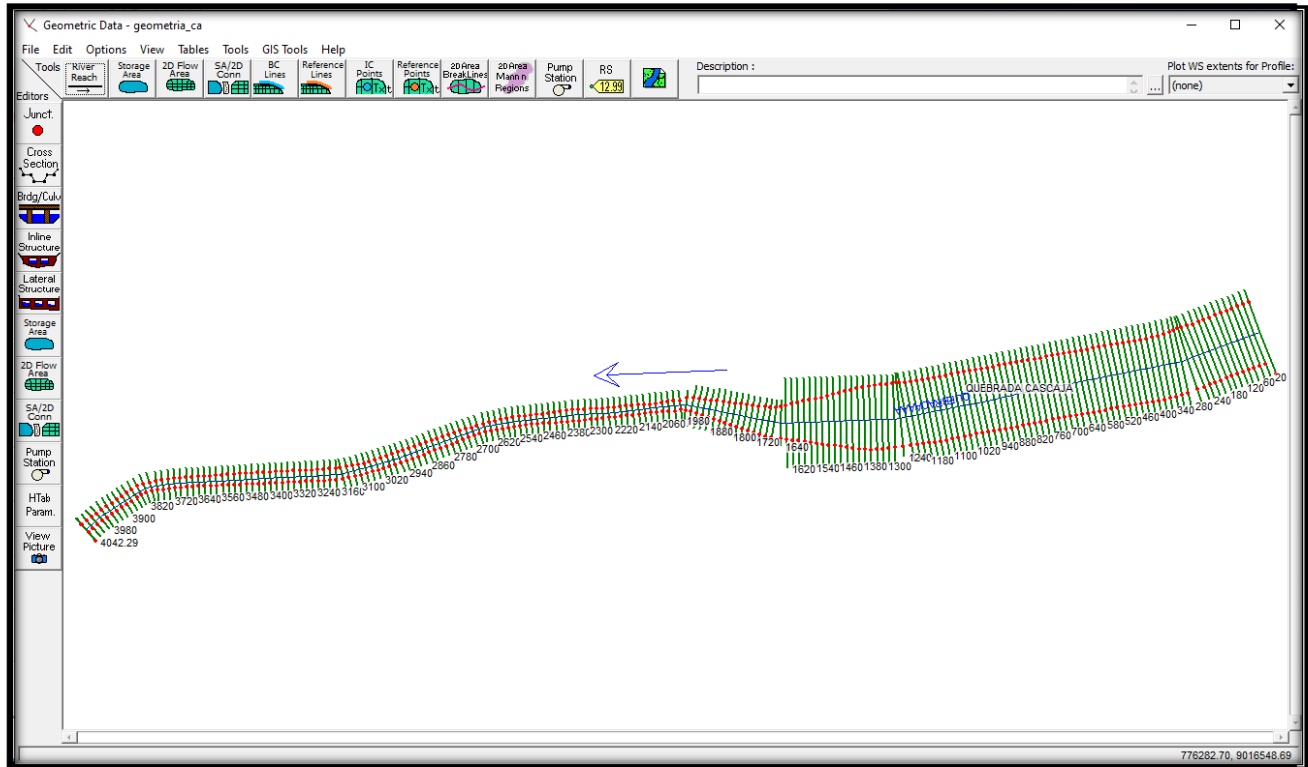 Geometric Data - geometria_ca
File Edit Options View Tables Tools GIS Tools Help
Tools
Editors
River Reach
Storage Area
2D Flow Area
SA/2D Conn
BC Lines
Reference Lines
IC Points
Reference Points
2D Area BreakLines
2D Area Mann n Regions
Pump Station
RS
12.99
Description :
...
Plot WS extents for Profile:
(none)
Junct.
Cross Section
Brdg/Culv
Inline Structure
Lateral Structure
Storage Area
2D Flow Area
SA/2D Conn
Pump Station
HTab Param.
View Picture
QUEBRADA CASCAJA
4042.29 3980 3900 3820 3720 3640 3560 3480 3400 3320 3240 3160 3100 3020 2940 2860 2780 2700 2620 2540 2460 2380 2300 2220 2140 2060 1980 1880 1800 1720 1640
1620 1540 1460 1380 1300 1240 1180 1100 1020 940 880 820 760 700 640 580 520 460 400 340 280 240 180 120 60 20
776282.70, 9016548.69